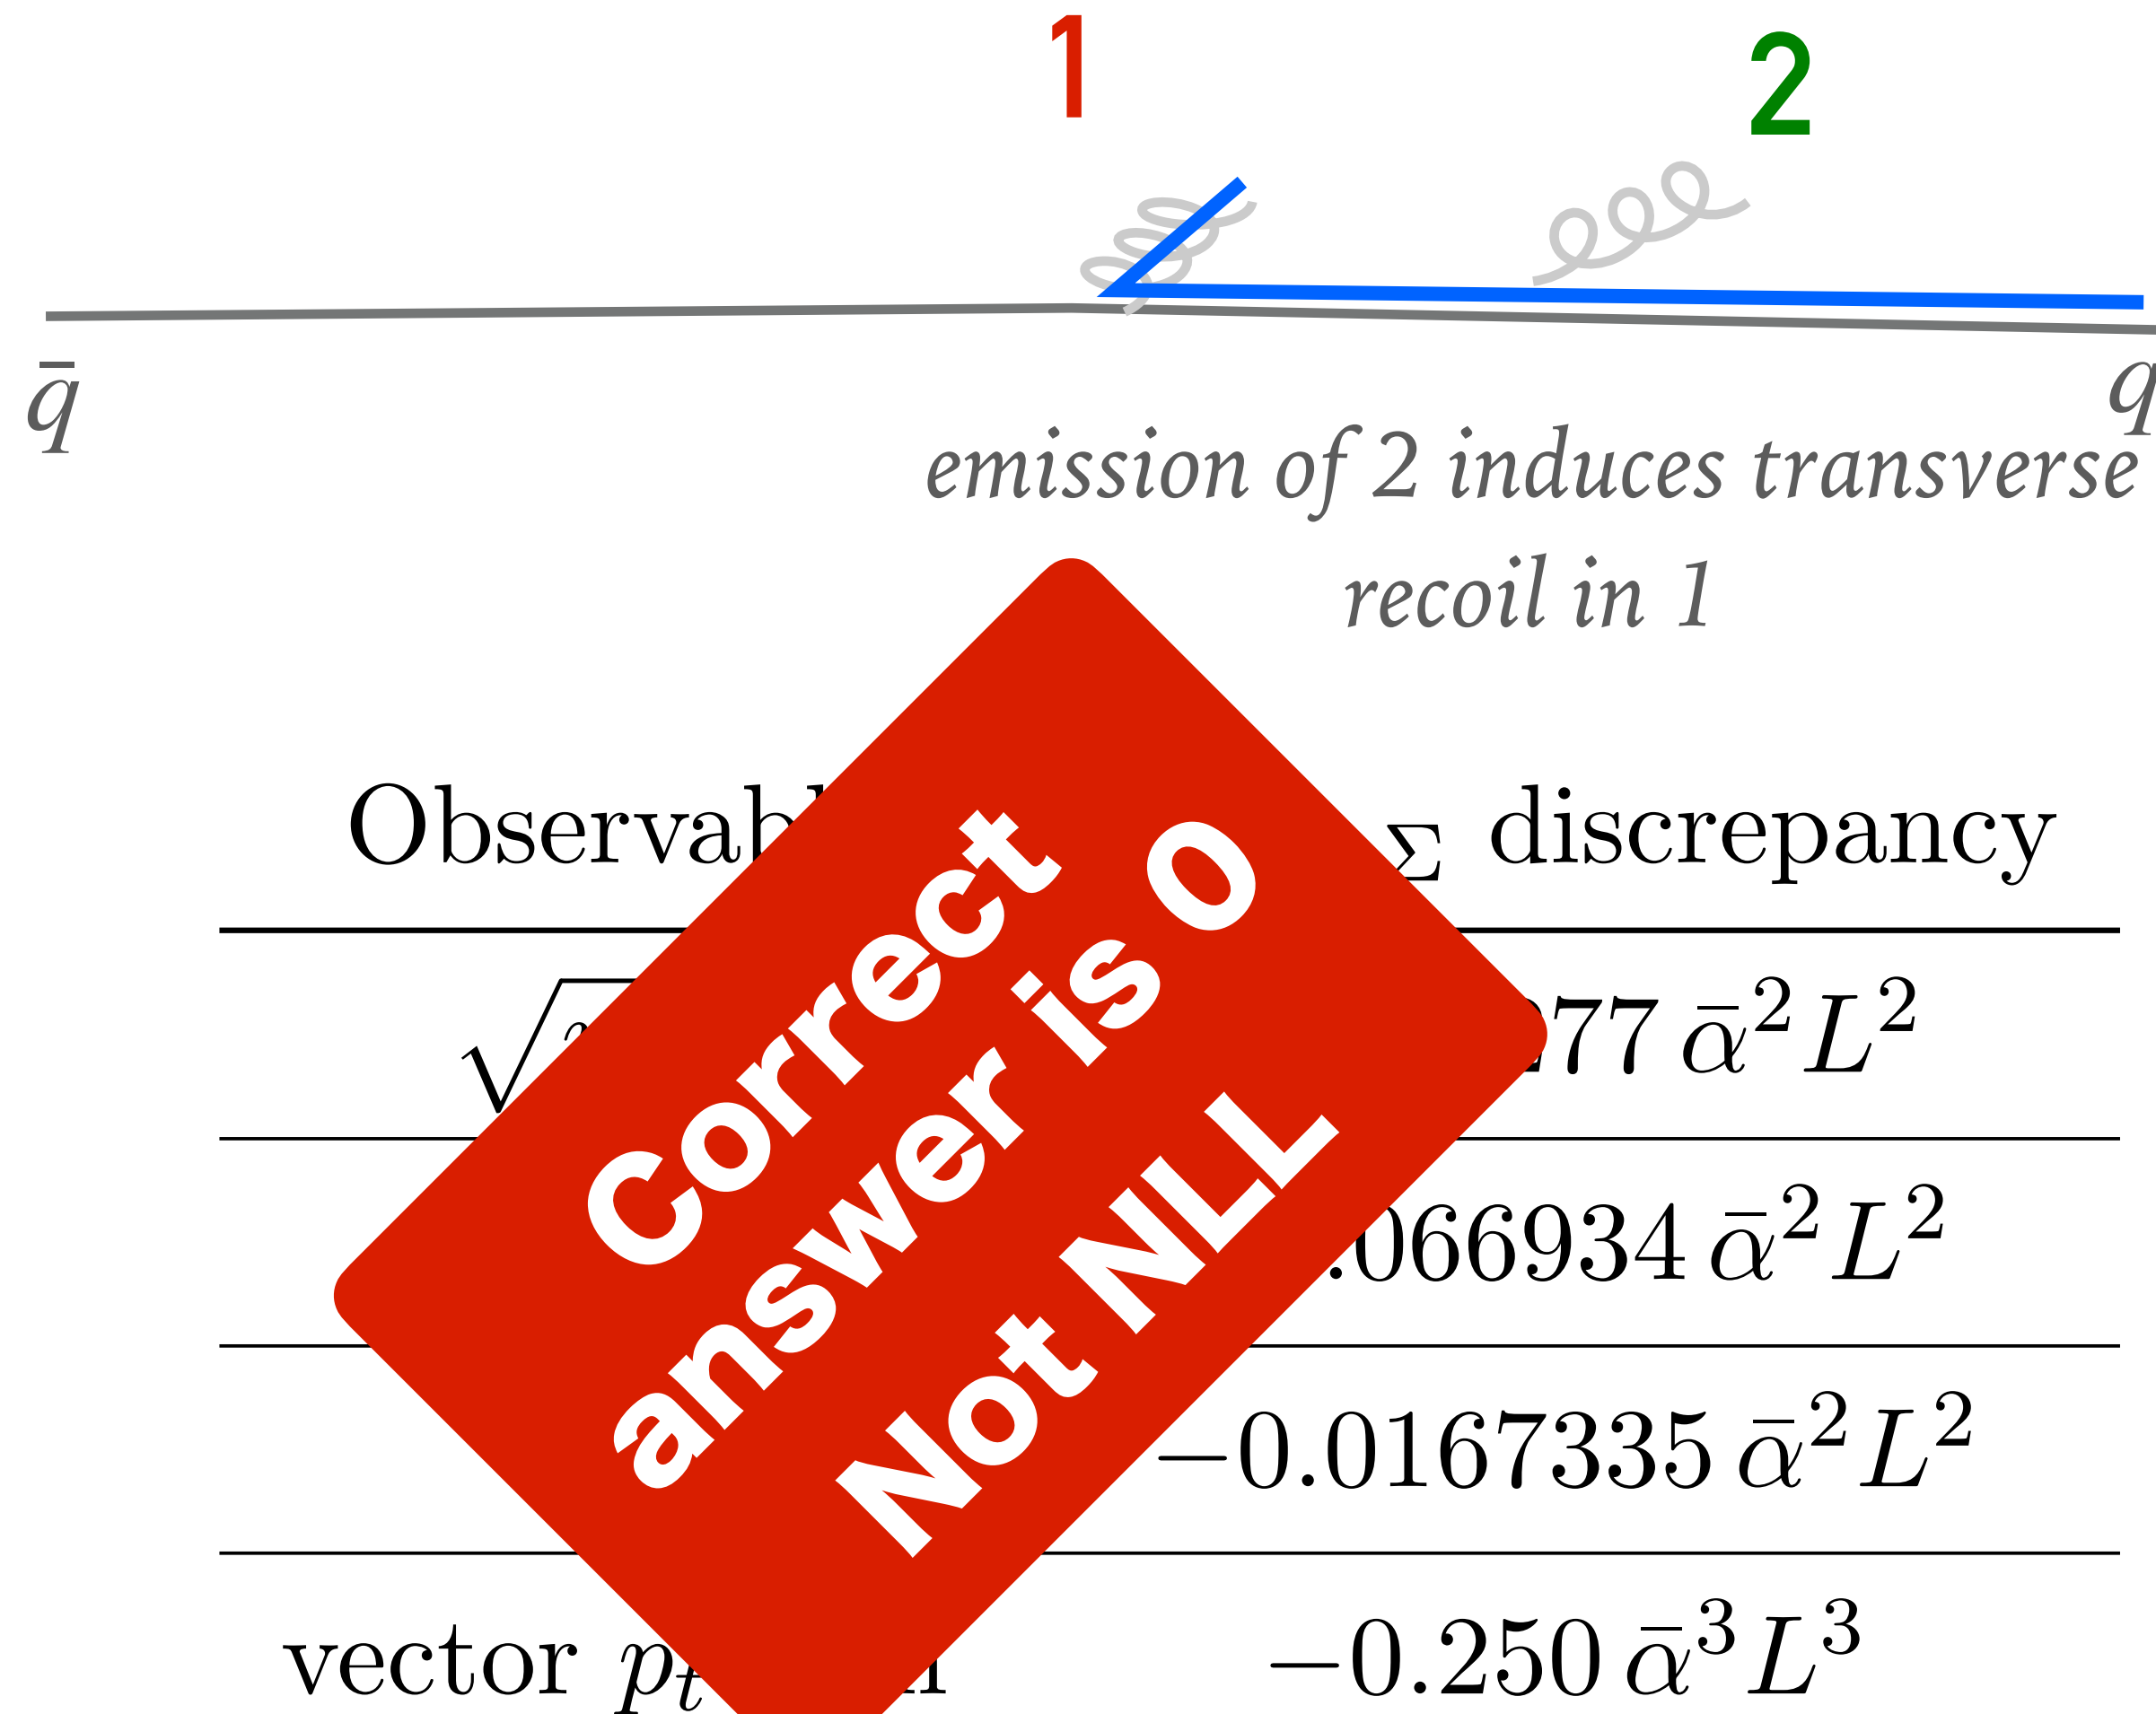 1
2
q̄
q
emission of 2 induces transverse
recoil in 1
discrepancy
77 ᾱ²L²
.066934 ᾱ²L²
−0.0167335 ᾱ²L²
vector
−0.250 ᾱ³L³
Correct
answer is 0
Not NLL